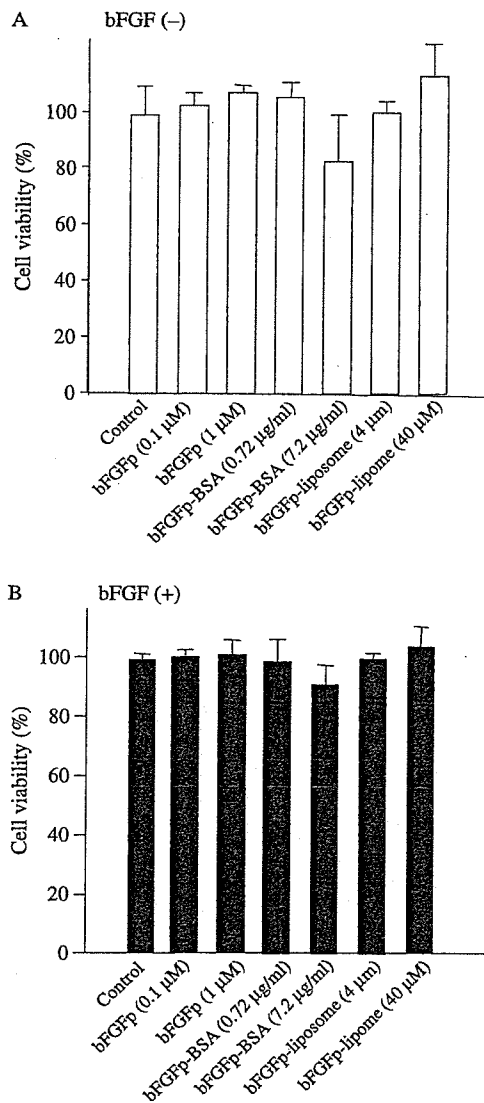 A bFGF (–)
Cell viability (%)
100
80
60
40
20
0
Control
bFGFp (0.1 µM)
bFGFp (1 µM)
bFGFp-BSA (0.72 µg/ml)
bFGFp-BSA (7.2 µg/ml)
bFGFp-liposome (4 µm)
bFGFp-lipome (40 µM)
B bFGF (+)
Cell viability (%)
100
80
60
40
20
0
Control
bFGFp (0.1 µM)
bFGFp (1 µM)
bFGFp-BSA (0.72 µg/ml)
bFGFp-BSA (7.2 µg/ml)
bFGFp-liposome (4 µm)
bFGFp-lipome (40 µM)